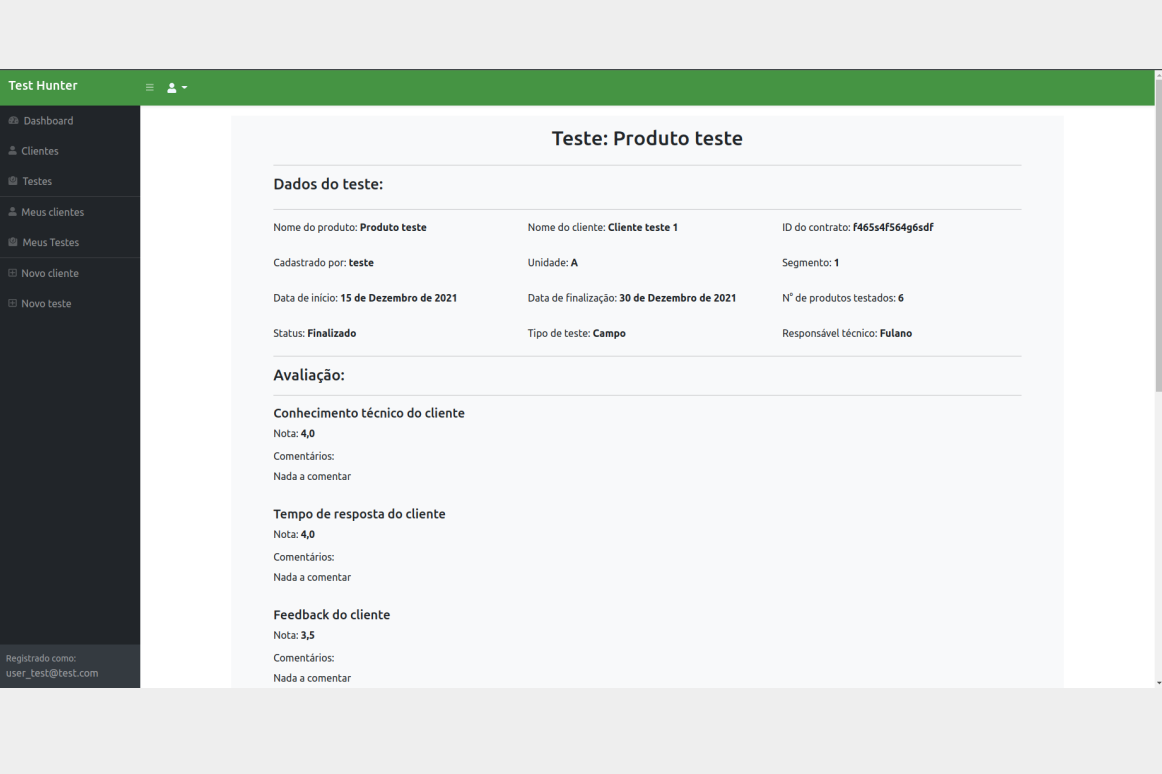 Test Hunter
Dashboard
Clientes
Testes
Meus clientes
Meus Testes
Novo cliente
Novo teste
Registrado como:
user_test@test.com
Teste: Produto teste
Dados do teste:
Nome do produto: Produto teste Nome do cliente: Cliente teste 1 ID do contrato: f465s4f564g6sdf
Cadastrado por: teste Unidade: A Segmento: 1
Data de início: 15 de Dezembro de 2021 Data de finalização: 30 de Dezembro de 2021 N° de produtos testados: 6
Status: Finalizado Tipo de teste: Campo Responsável técnico: Fulano
Avaliação:
Conhecimento técnico do cliente
Nota: 4,0
Comentários:
Nada a comentar
Tempo de resposta do cliente
Nota: 4,0
Comentários:
Nada a comentar
Feedback do cliente
Nota: 3,5
Comentários:
Nada a comentar